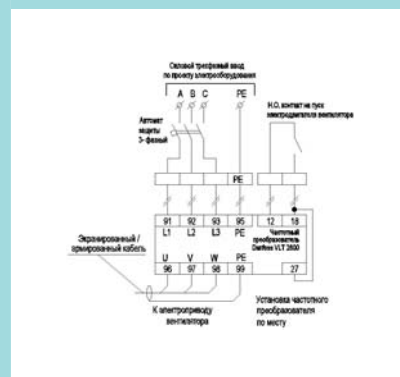 Силовой трехфазный ввод
по проекту электрооборудования
A B C PE
Н.О. контакт на пуск
электродвигателя вентилятора
Автомат
защиты
3- фазный
PE
91 92 93 95 12 18
L1 L2 L3 PE
Частотный
преобразователь
Danfoss VLT 2800
Экранированный /
армированный кабель
U V W PE
96 97 98 99 27
К электроприводу
вентилятора
Установка частотного
преобразователя
по месту